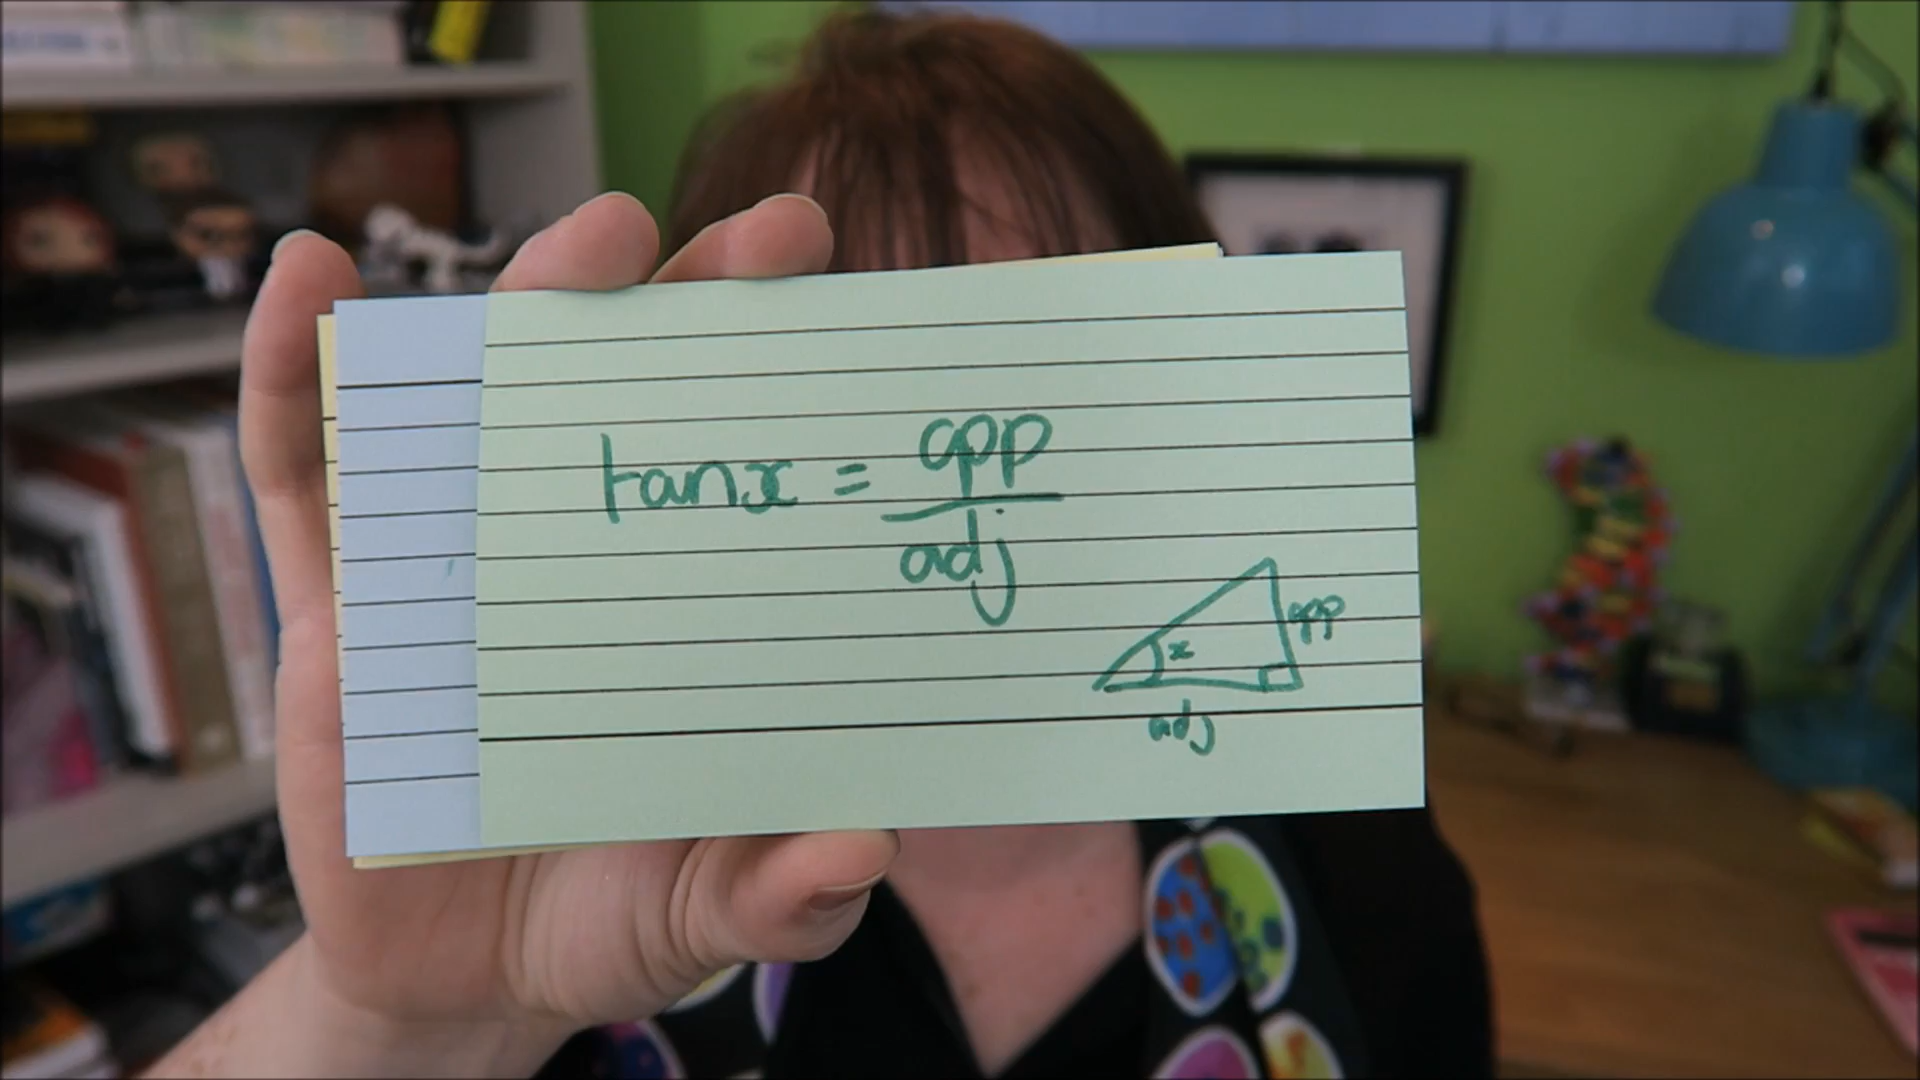 tan x = opp
adj
x
opp
adj